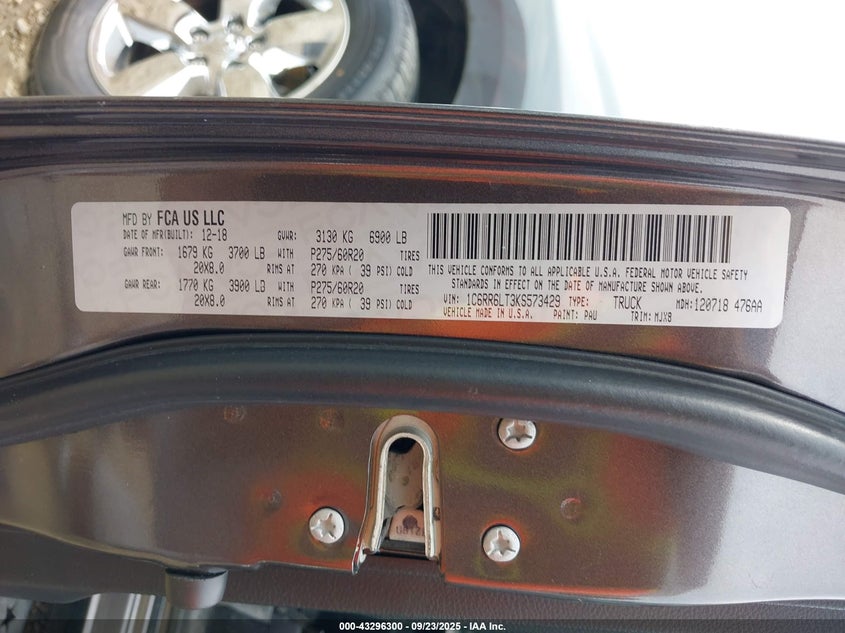 MFD BY FCA US LLC
DATE OF MFR(BUILT): 12-18 GVWR: 3130 KG 6900 LB
GAWR FRONT: 1679 KG 3700 LB WITH P275/60R20 TIRES
20X8.0 RIMS AT 270 KPA ( 39 PSI) COLD
GAWR REAR: 1770 KG 3900 LB WITH P275/60R20 TIRES
20X8.0 RIMS AT 270 KPA ( 39 PSI) COLD
THIS VEHICLE CONFORMS TO ALL APPLICABLE U.S.A. FEDERAL MOTOR VEHICLE SAFETY
STANDARDS IN EFFECT ON THE DATE OF MANUFACTURE SHOWN ABOVE.
VIN: 1C6RR6LT3KS573429 TYPE: TRUCK MDH:120718 476AA
VEHICLE MADE IN U.S.A. PAINT: PAU TRIM: MJX8
000-43296300 - 09/23/2025 - IAA Inc.